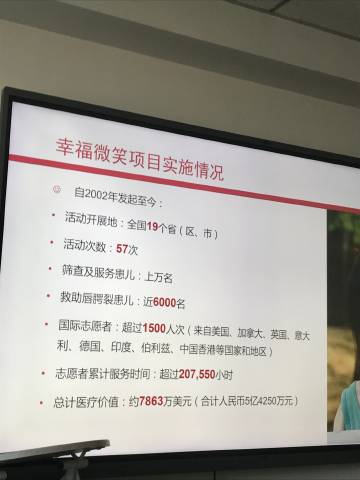 幸福微笑项目实施情况
☺ 自2002年发起至今：
• 活动开展地：全国19个省（区、市）
• 活动次数：57次
• 筛查及服务患儿：上万名
• 救助唇腭裂患儿：近6000名
• 国际志愿者：超过1500人次（来自美国、加拿大、英国、意大
利、德国、印度、伯利兹、中国香港等国家和地区）
• 志愿者累计服务时间：超过207,550小时
• 总计医疗价值：约7863万美元（合计人民币5亿4250万元）